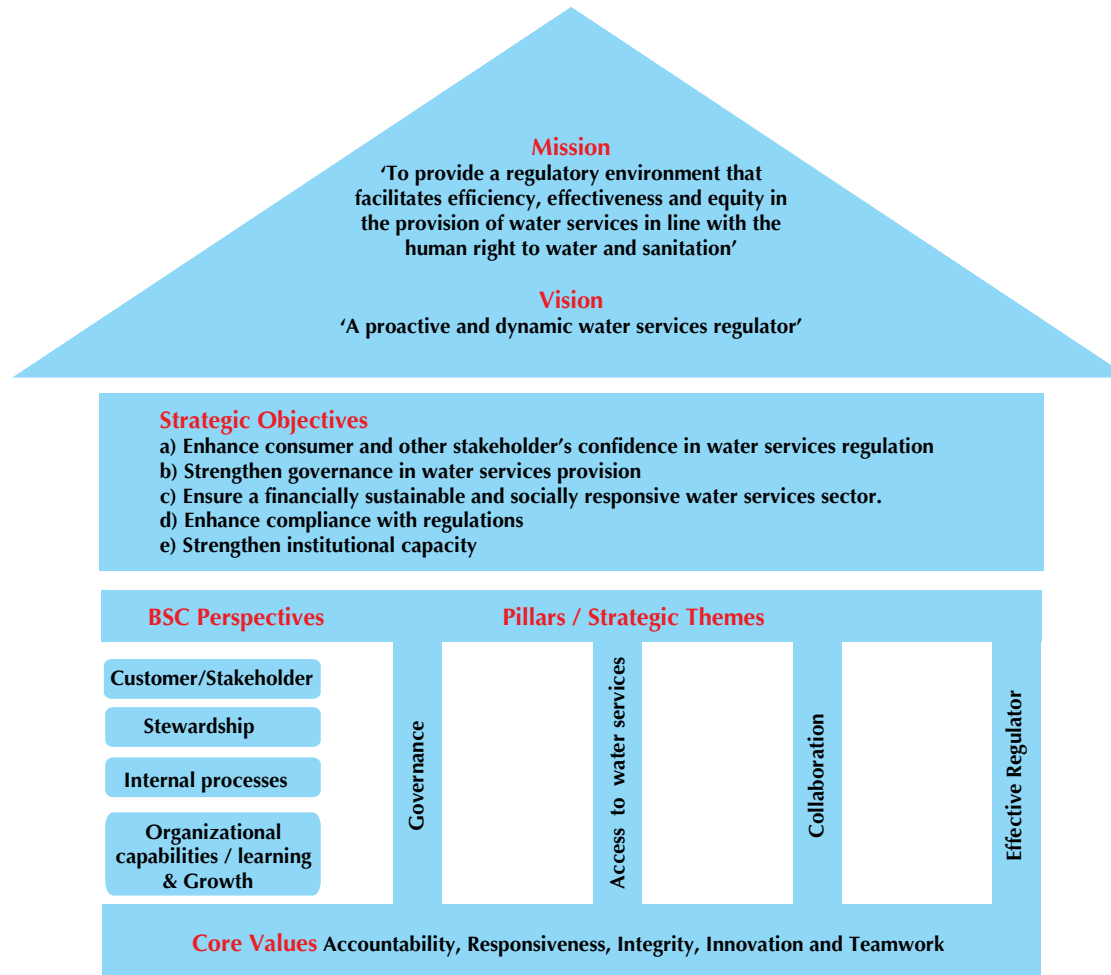 Mission
‘To provide a regulatory environment that
facilitates efficiency, effectiveness and equity in
the provision of water services in line with the
human right to water and sanitation’
Vision
‘A proactive and dynamic water services regulator’
Strategic Objectives
a) Enhance consumer and other stakeholder’s confidence in water services regulation
b) Strengthen governance in water services provision
c) Ensure a financially sustainable and socially responsive water services sector.
d) Enhance compliance with regulations
e) Strengthen institutional capacity
BSC Perspectives
Pillars / Strategic Themes
Customer/Stakeholder
Stewardship
Internal processes
Organizational
capabilities / learning
& Growth
Governance
Access to water services
Collaboration
Effective Regulator
Core Values Accountability, Responsiveness, Integrity, Innovation and Teamwork